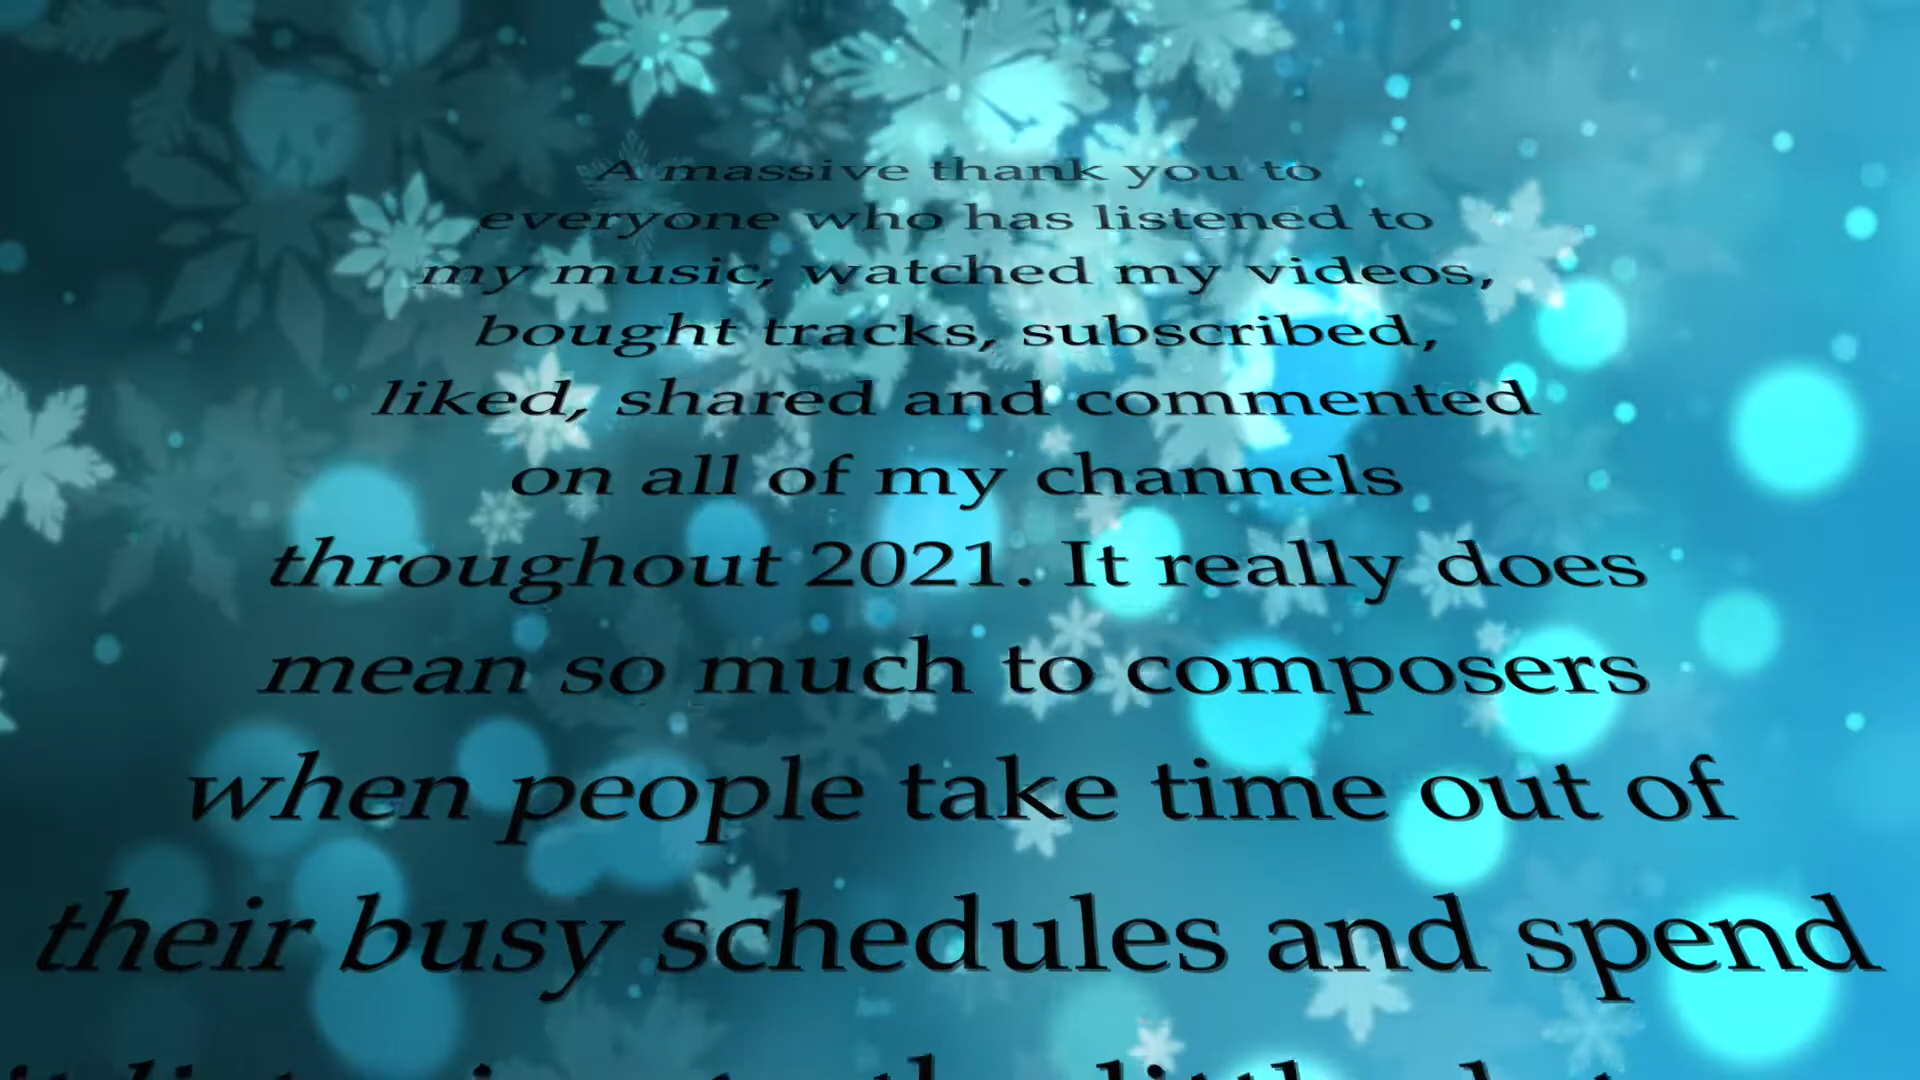 A massive thank you to
everyone who has listened to
my music, watched my videos,
bought tracks, subscribed,
liked, shared and commented
on all of my channels
throughout 2021. It really does
mean so much to composers
when people take time out of
their busy schedules and spend